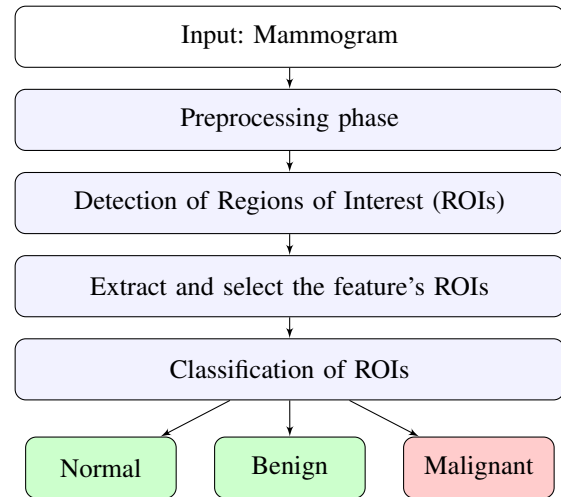 Input: Mammogram
Preprocessing phase
Detection of Regions of Interest (ROIs)
Extract and select the feature's ROIs
Classification of ROIs
Normal
Benign
Malignant